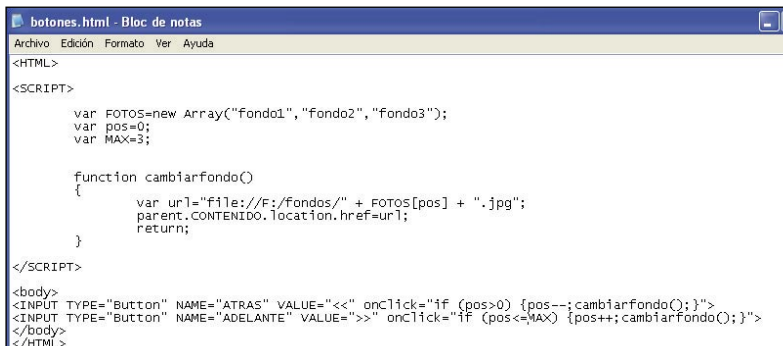 botones.html - Bloc de notas
Archivo Edición Formato Ver Ayuda
<HTML>
<SCRIPT>
var FOTOS=new Array("fondo1","fondo2","fondo3");
var pos=0;
var MAX=3;
function cambiarfondo()
{
var url="file://F:/fondos/" + FOTOS[pos] + ".jpg";
parent.CONTENIDO.location.href=url;
return;
}
</SCRIPT>
<body>
<INPUT TYPE="Button" NAME="ATRAS" VALUE="<<" onClick="if (pos>0) {pos--;cambiarfondo();}">
<INPUT TYPE="Button" NAME="ADELANTE" VALUE=">>" onClick="if (pos<=MAX) {pos++;cambiarfondo();}">
</body>
</HTML>